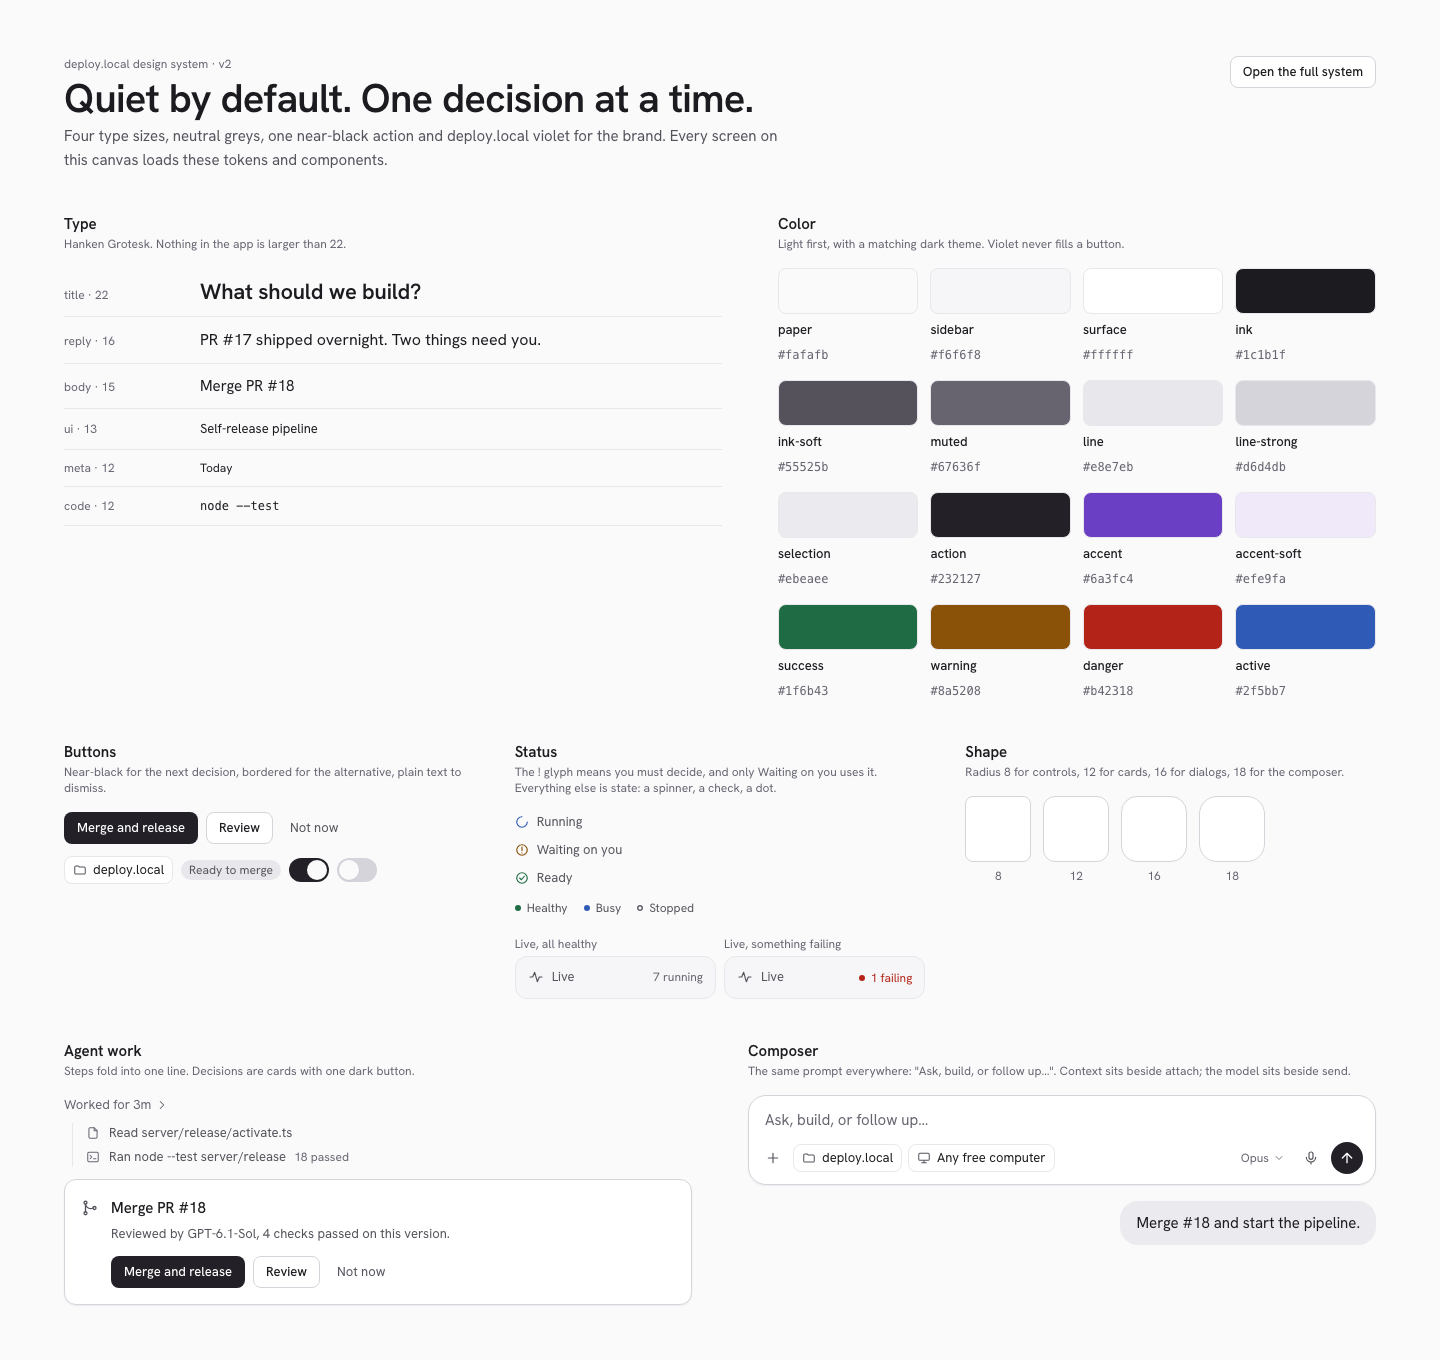 deploy.local design system · v2
Open the full system
Quiet by default. One decision at a time.
Four type sizes, neutral greys, one near-black action and deploy.local violet for the brand. Every screen on
this canvas loads these tokens and components.
Type
Hanken Grotesk. Nothing in the app is larger than 22.
title · 22
What should we build?
reply · 16
PR #17 shipped overnight. Two things need you.
body · 15
Merge PR #18
ui · 13
Self-release pipeline
meta · 12
Today
code · 12
node --test
Color
Light first, with a matching dark theme. Violet never fills a button.
paper
#fafafb
sidebar
#f6f6f8
surface
#ffffff
ink
#1c1b1f
ink-soft
#55525b
muted
#67636f
line
#e8e7eb
line-strong
#d6d4db
selection
#ebeaee
action
#232127
accent
#6a3fc4
accent-soft
#efe9fa
success
#1f6b43
warning
#8a5208
danger
#b42318
active
#2f5bb7
Buttons
Near-black for the next decision, bordered for the alternative, plain text to
dismiss.
Merge and release
Review
Not now
deploy.local
Ready to merge
Status
The ! glyph means you must decide, and only Waiting on you uses it.
Everything else is state: a spinner, a check, a dot.
Running
Waiting on you
Ready
Healthy
Busy
Stopped
Live, all healthy
Live
7 running
Live, something failing
Live
1 failing
Shape
Radius 8 for controls, 12 for cards, 16 for dialogs, 18 for the composer.
8
12
16
18
Agent work
Steps fold into one line. Decisions are cards with one dark button.
Worked for 3m
Read server/release/activate.ts
Ran node --test server/release 18 passed
Merge PR #18
Reviewed by GPT-6.1-Sol, 4 checks passed on this version.
Merge and release
Review
Not now
Composer
The same prompt everywhere: "Ask, build, or follow up…". Context sits beside attach; the model sits beside send.
Ask, build, or follow up…
deploy.local
Any free computer
Opus
Merge #18 and start the pipeline.